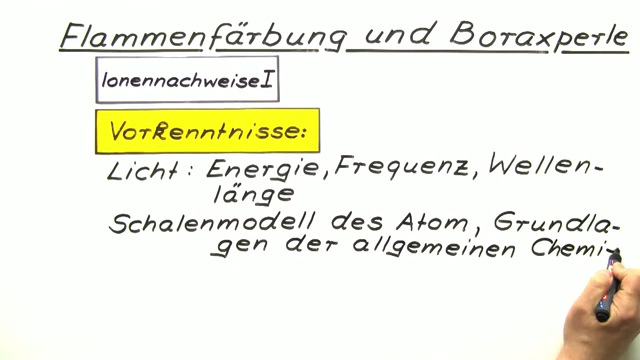 Flammenfärbung und Boraxperle
Ionennachweise I
Vorkenntnisse:
Licht: Energie, Frequenz, Wellen-
länge
Schalenmodell des Atom, Grundla-
gen der allgemeinen Chemi-